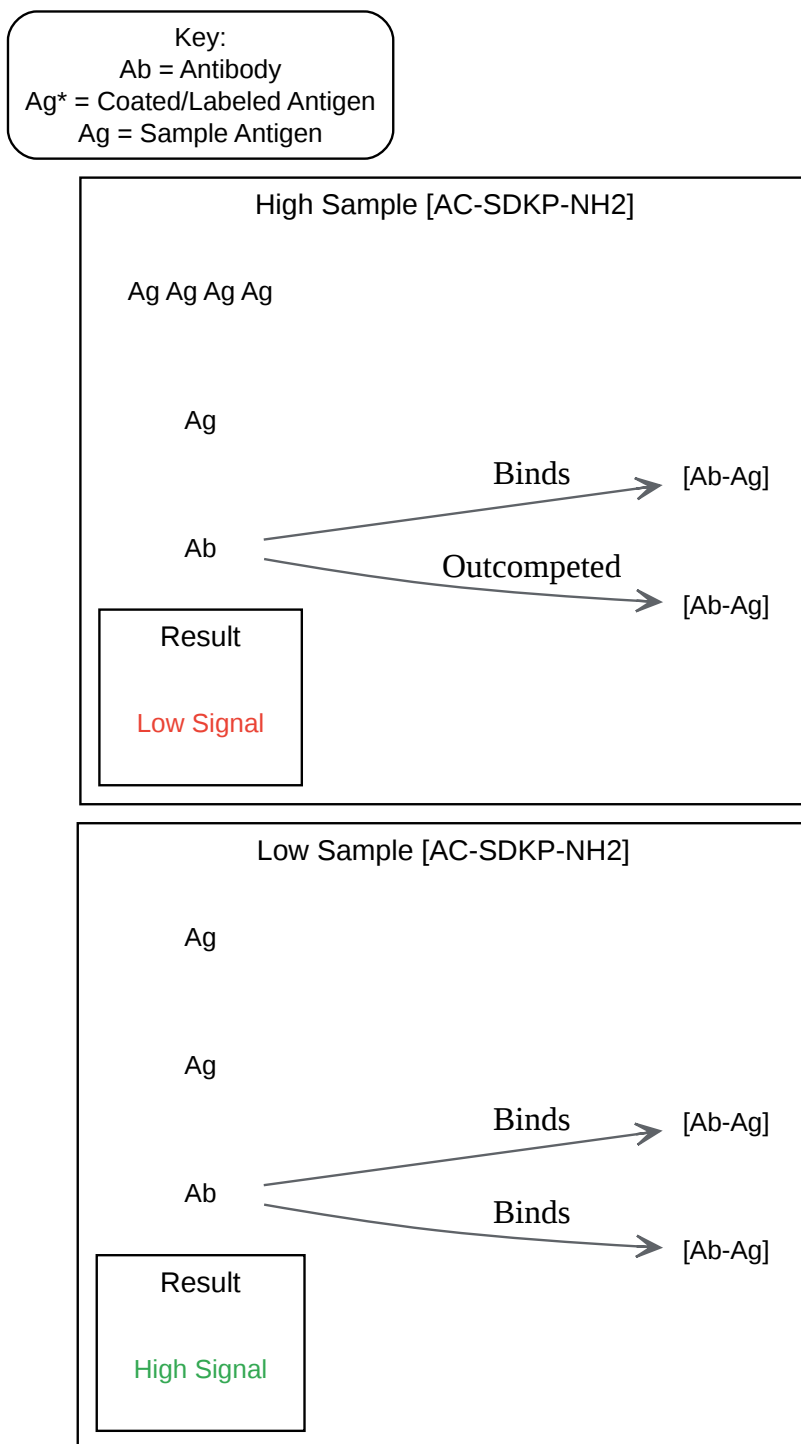 Key:
Ab = Antibody
Ag* = Coated/Labeled Antigen
Ag = Sample Antigen
High Sample [AC-SDKP-NH2]
Ag Ag Ag Ag
Ag
Binds
[Ab-Ag]
Ab
Outcompeted
[Ab-Ag]
Result
Low Signal
Low Sample [AC-SDKP-NH2]
Ag
Ag
Binds
[Ab-Ag]
Ab
Binds
[Ab-Ag]
Result
High Signal